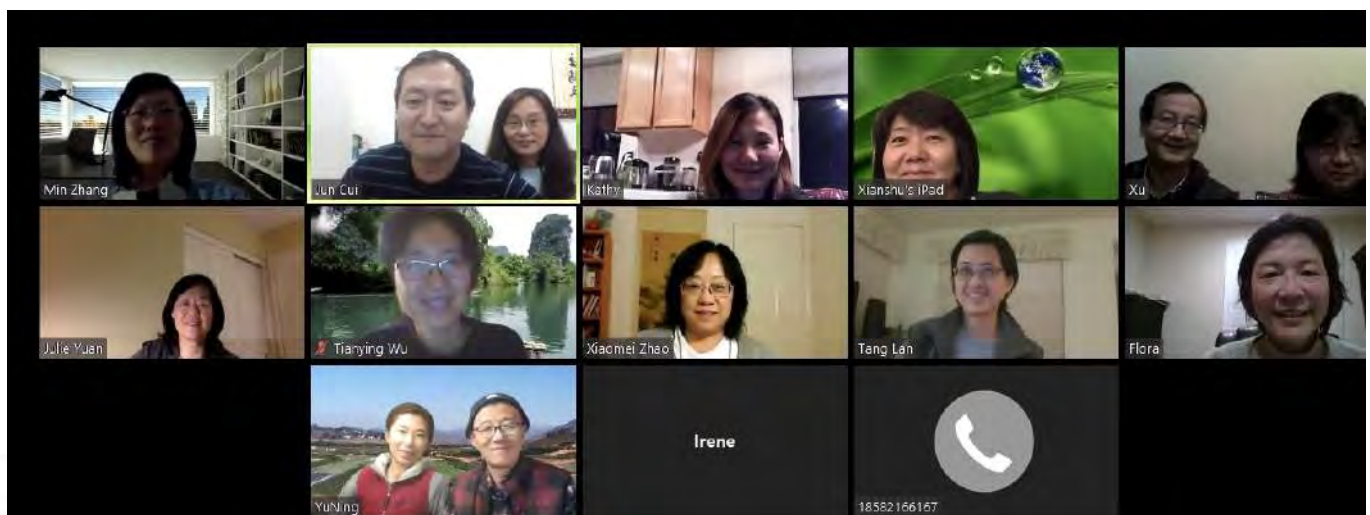 Min Zhang
Jun Cui
Kathy
Xianshu's iPad
Xu
Julie Yuan
Tianying Wu
Xiaomei Zhao
Tang Lan
Flora
YuNing
Irene
18582166167